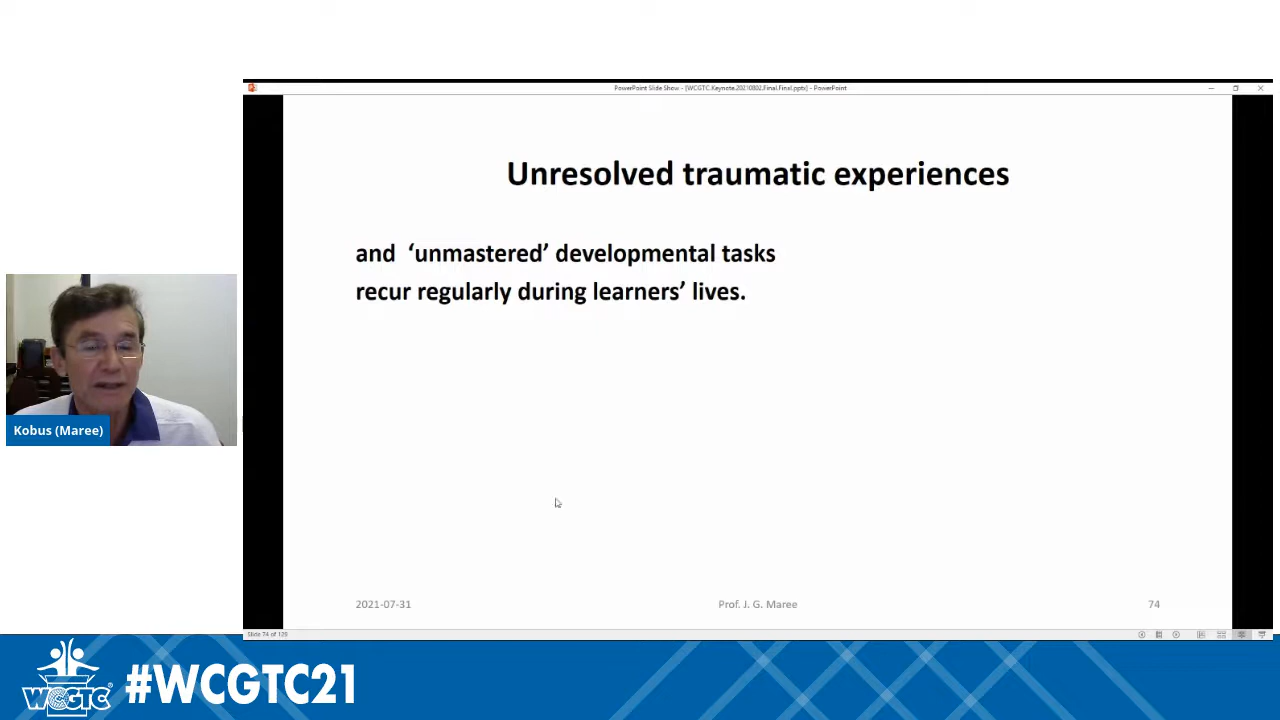 PowerPoint Slide Show - [WCGTC.Keynote.20210802.Final.Final.pptx] - PowerPoint
Unresolved traumatic experiences
and ‘unmastered’ developmental tasks
recur regularly during learners’ lives.
Kobus (Maree)
2021-07-31
Prof. J. G. Maree
74
Slide 74 of 129
WCGTC
#WCGTC21